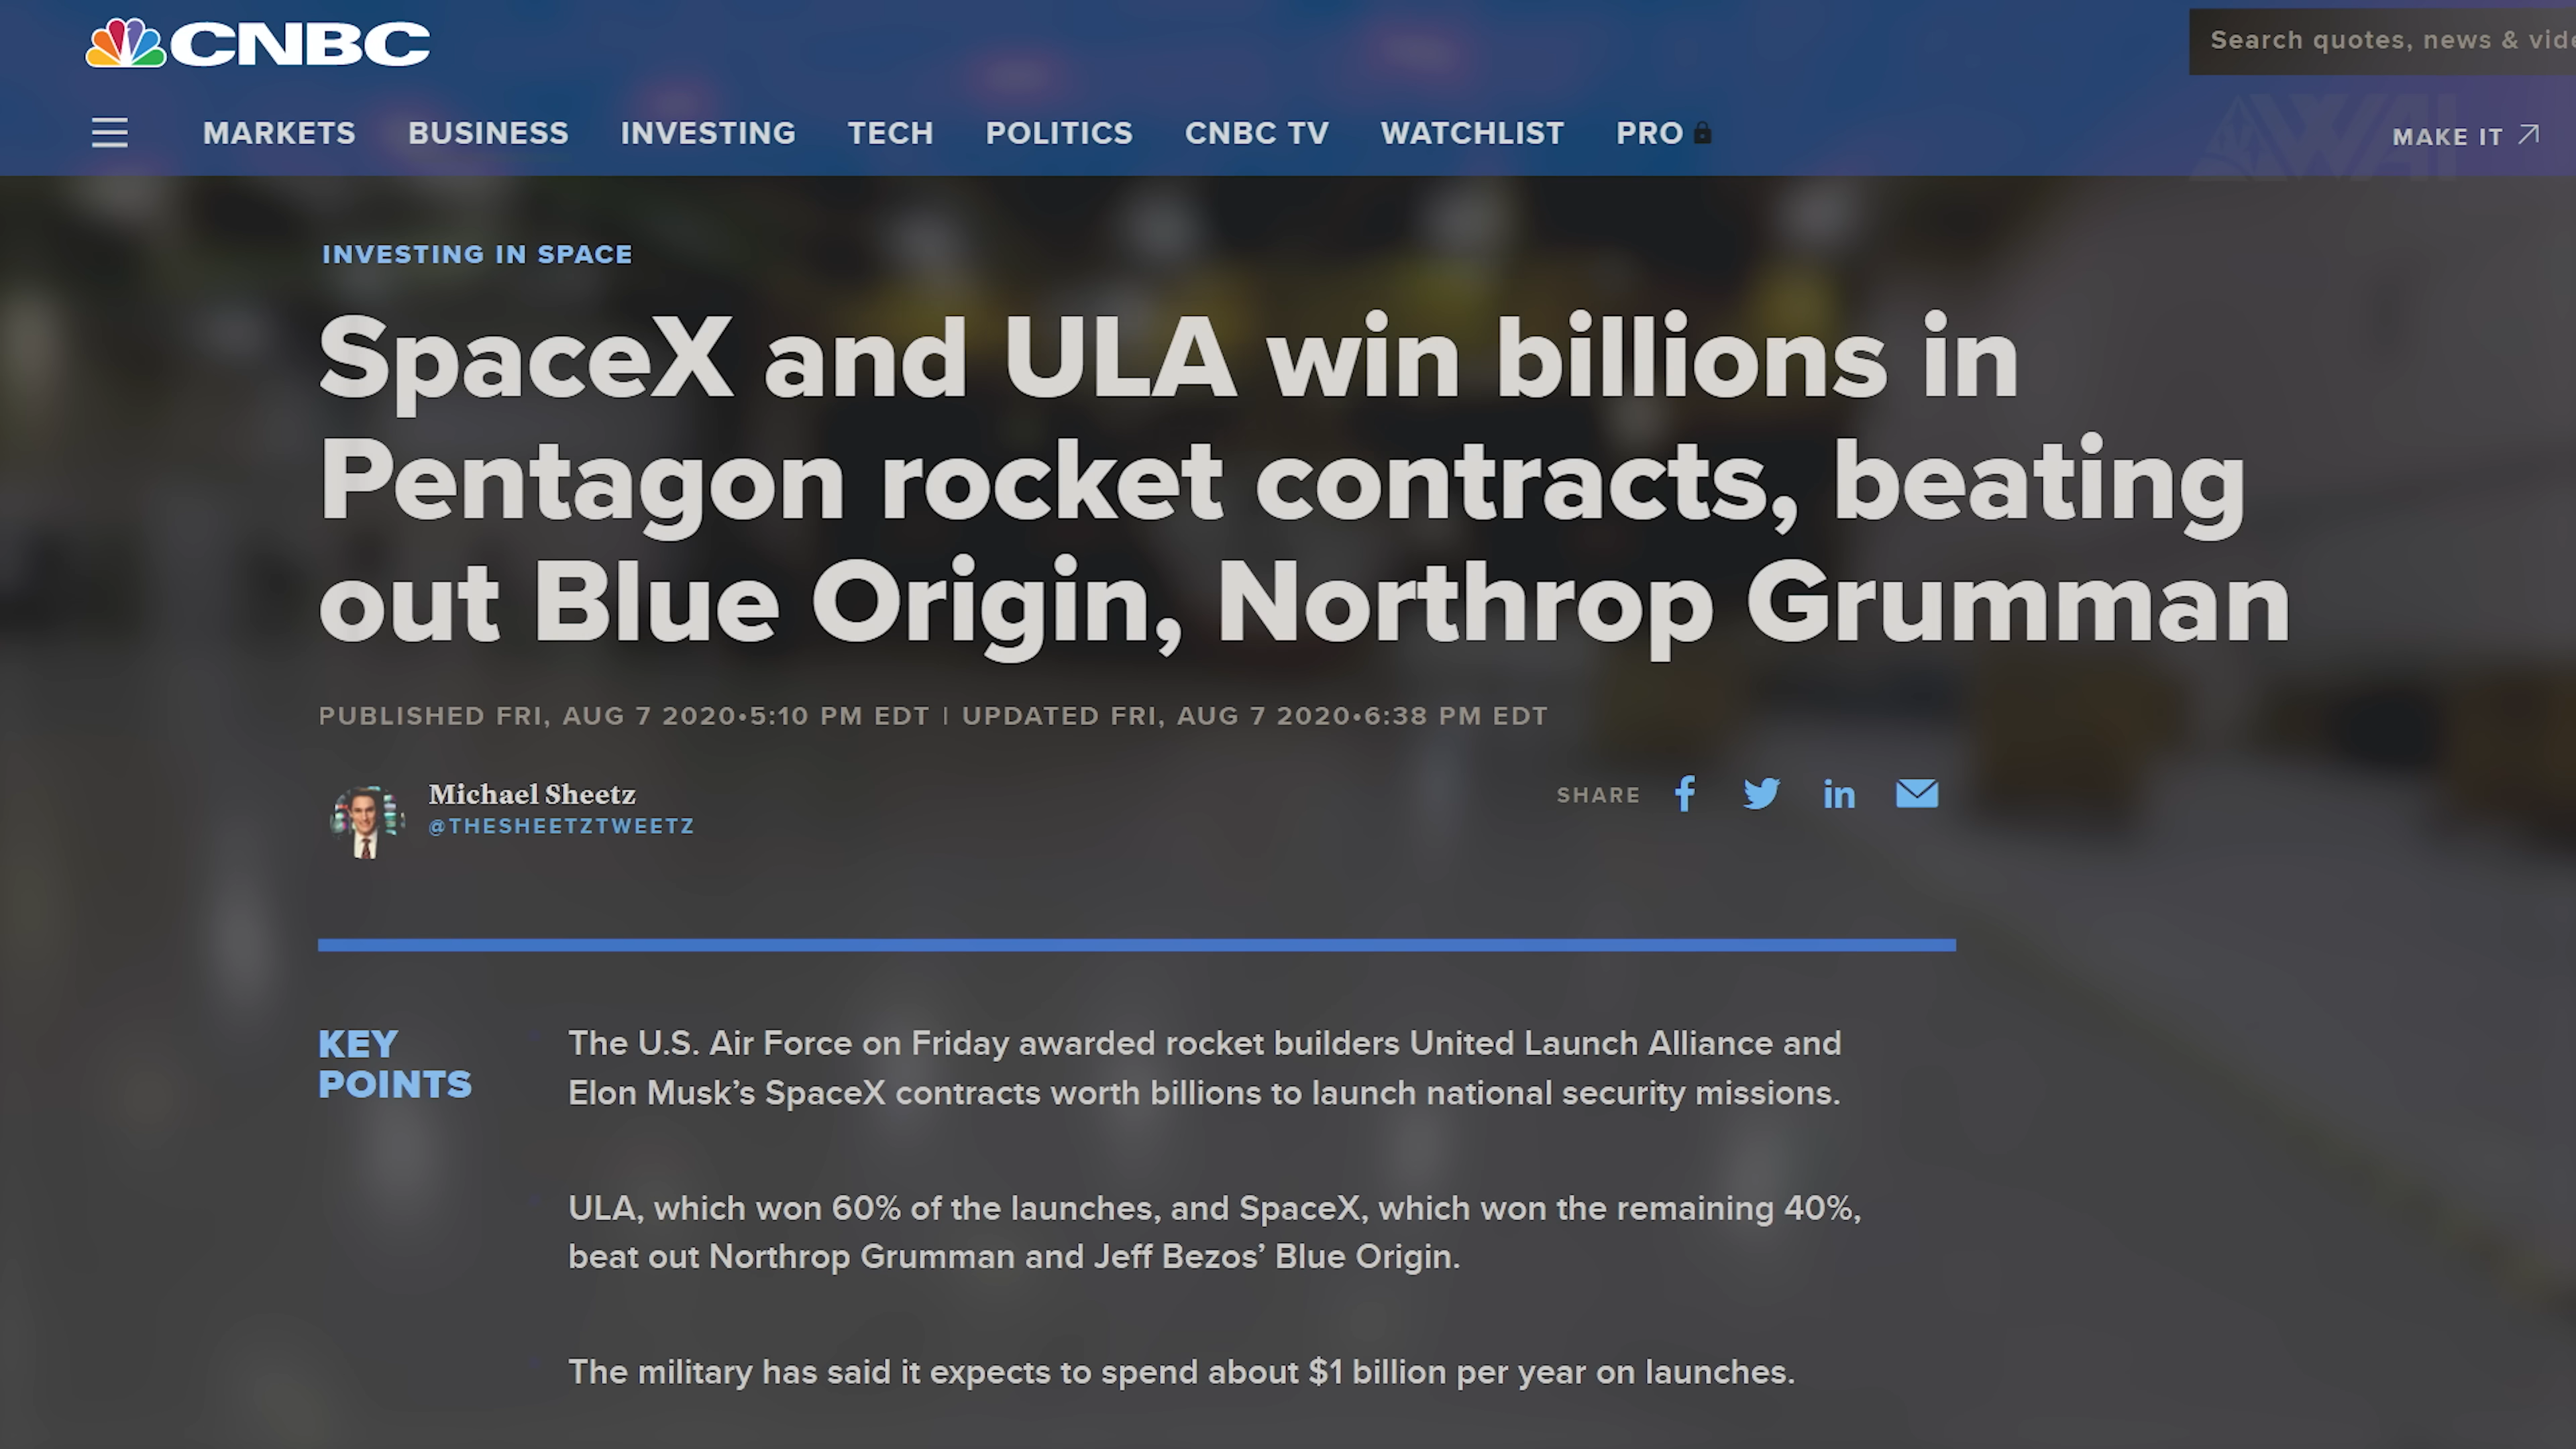 CNBC
Search quotes, news &
MARKETS BUSINESS INVESTING TECH POLITICS CNBC TV WATCHLIST PRO
WAI
MAKE IT
INVESTING IN SPACE
SpaceX and ULA win billions in
Pentagon rocket contracts, beating
out Blue Origin, Northrop Grumman
PUBLISHED FRI, AUG 7 2020•5:10 PM EDT | UPDATED FRI, AUG 7 2020•6:38 PM EDT
Michael Sheetz
@THESHEETZTWEETZ
SHARE
KEY
POINTS
The U.S. Air Force on Friday awarded rocket builders United Launch Alliance and
Elon Musk’s SpaceX contracts worth billions to launch national security missions.
ULA, which won 60% of the launches, and SpaceX, which won the remaining 40%,
beat out Northrop Grumman and Jeff Bezos’ Blue Origin.
The military has said it expects to spend about $1 billion per year on launches.